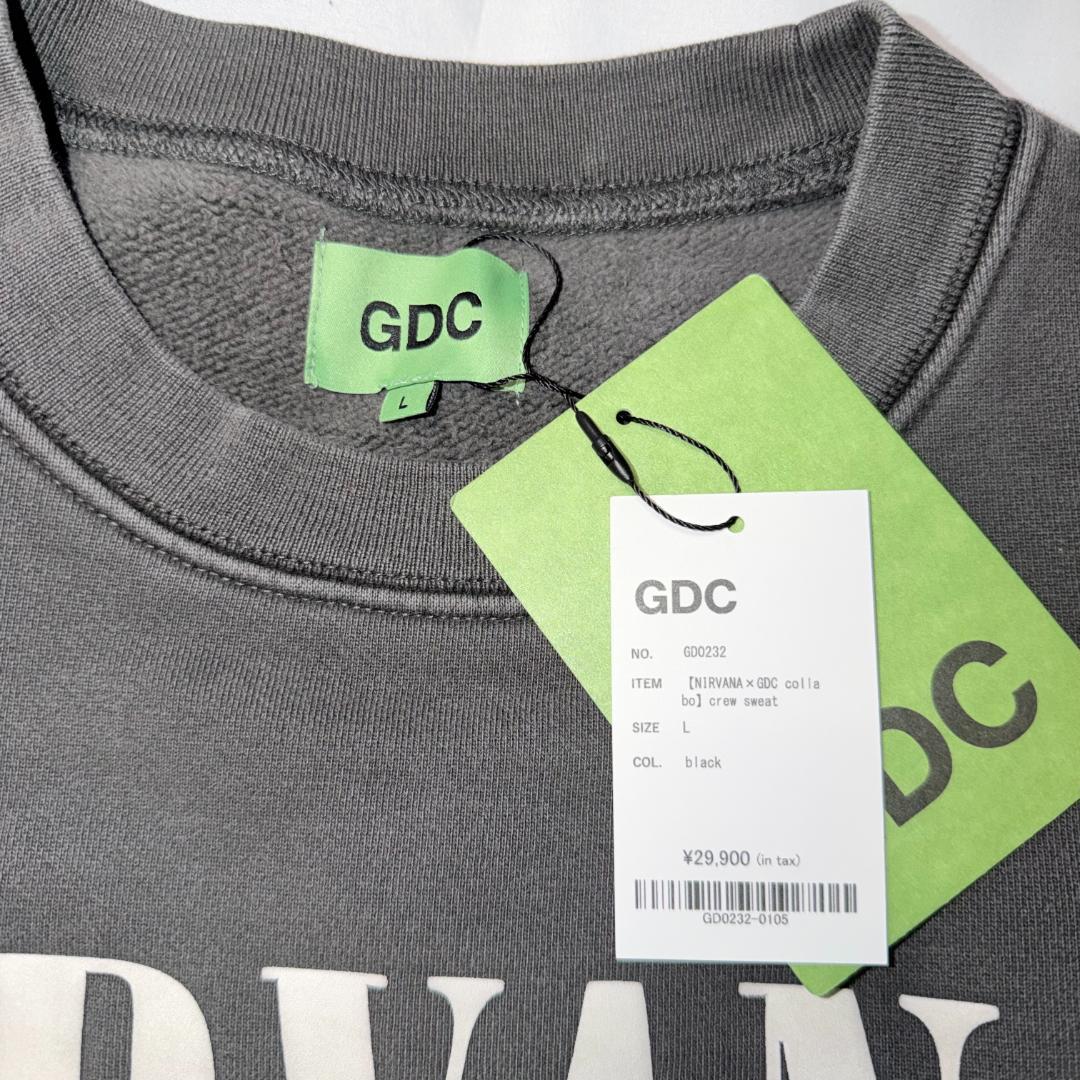 GDC
L
GDC
NO. GD0232
ITEM 【NIRVANA×GDC colla
bo】crew sweat
SIZE L
COL. black
¥29,900 (in tax)
GD0232-0105
DC
RVAN